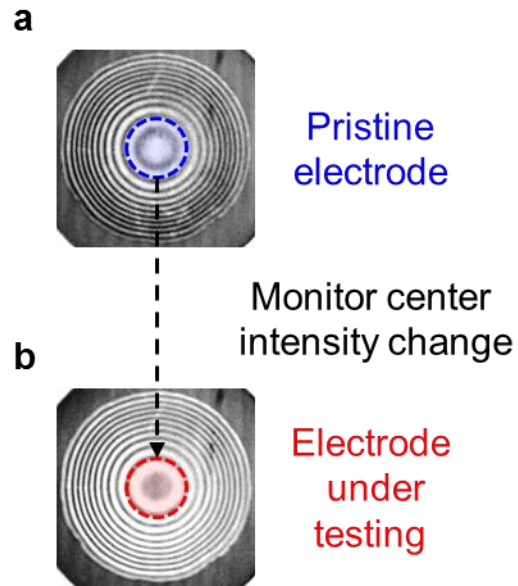 a
Pristine
electrode
Monitor center
intensity change
b
Electrode
under
testing